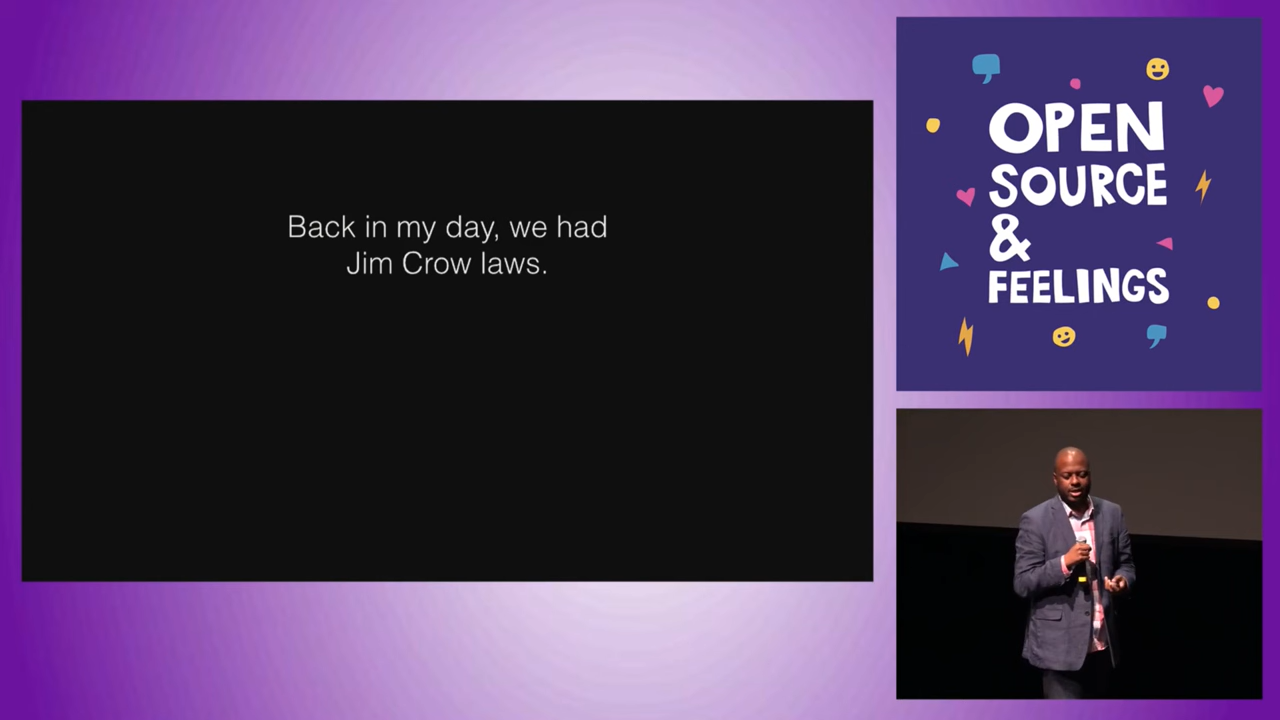 Back in my day, we had
Jim Crow laws.
OPEN
SOURCE
&
FEELINGS